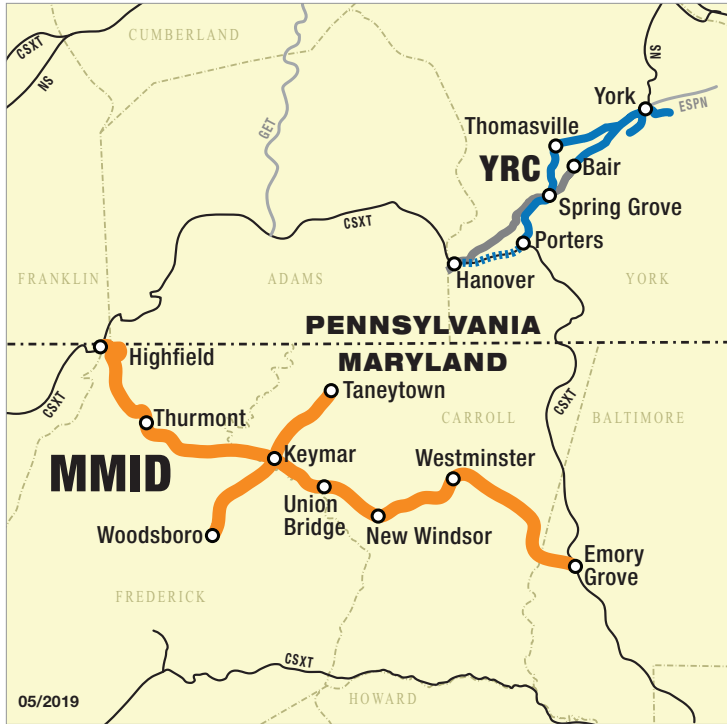 CUMBERLAND
CSXT
NS
NS
York
ESPN
GET
Thomasville
YRC
Bair
Spring Grove
CSXT
Porters
FRANKLIN
ADAMS
Hanover
YORK
PENNSYLVANIA
MARYLAND
Highfield
CSXT
Taneytown
CSXT
Thurmont
CARROLL
BALTIMORE
MMID
Keymar
Westminster
Union
Bridge
Woodsboro
New Windsor
Emory
Grove
FREDERICK
CSXT
05/2019
HOWARD